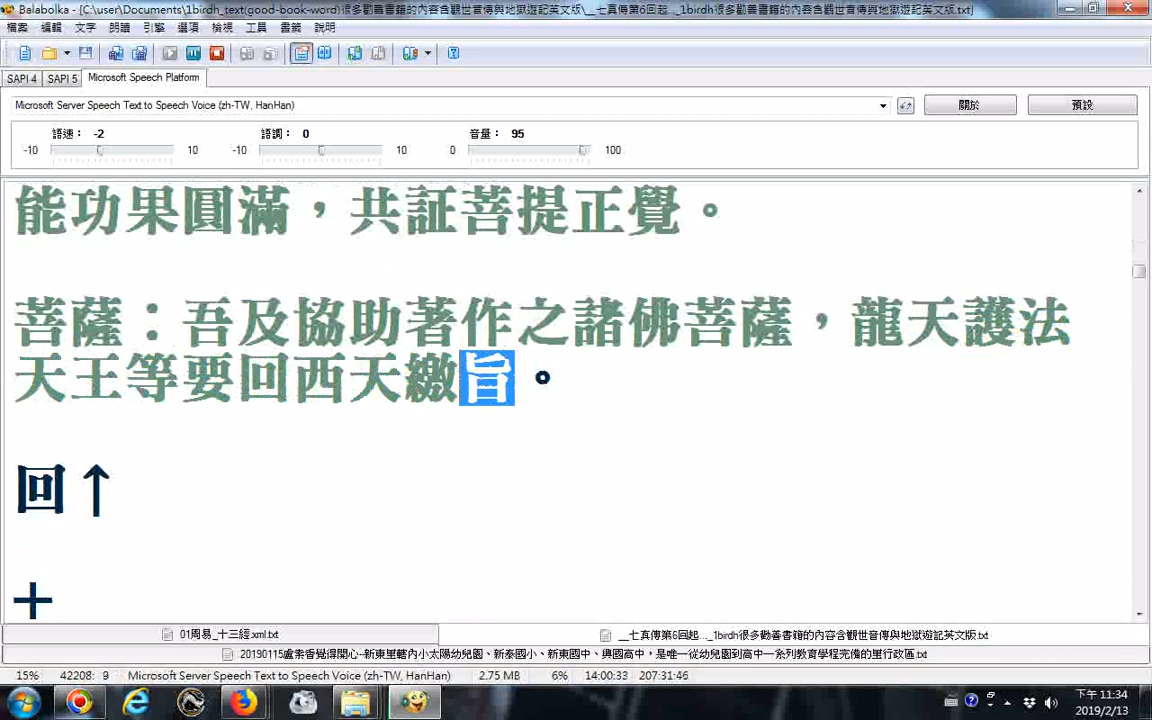 Balabolka - [C:\user\Documents\1birdh_text(good-book-word)很多勸善書籍的內容含觀世音傳與地獄遊記英文版\__七真傳第6回起..._1birdh很多勸善書籍的內容含觀世音傳與地獄遊記英文版.txt]
檔案 編輯 文字 朗讀 引擎 選項 檢視 工具 書籤 說明
SAPI 4 SAPI 5 Microsoft Speech Platform
Microsoft Server Speech Text to Speech Voice (zh-TW, HanHan) 關於 預設
語速： -2 語調： 0 音量： 95
-10 10 -10 10 0 100
能功果圓滿，共証菩提正覺。
菩薩：吾及協助著作之諸佛菩薩，龍天護法
天王等要回西天繳旨。
回↑
＋
01周易_十三經.xml.txt __七真傳第6回起..._1birdh很多勸善書籍的內容含觀世音傳與地獄遊記英文版.txt
20190115盧素香覺得開心--新東里轄內小太陽幼兒園、新泰國小、新東國中、興國高中，是唯一從幼兒園到高中一系列教育學程完備的里行政區.txt
15% 42208: 9 Microsoft Server Speech Text to Speech Voice (zh-TW, HanHan) 2.75 MB 6% 14:00:33 207:31:46
下午 11:34
2019/2/13